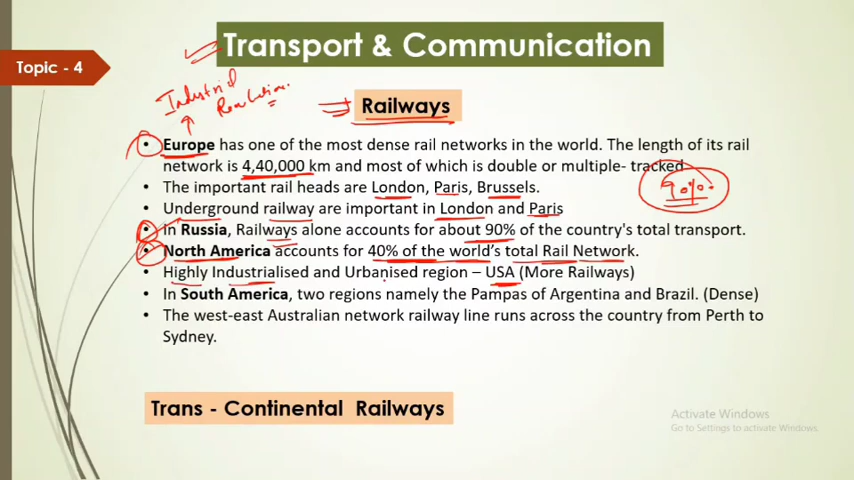 Transport & Communication
Topic - 4
Industrial
Revolution.
Railways
• Europe has one of the most dense rail networks in the world. The length of its rail
network is 4,40,000 km and most of which is double or multiple- tracked
• The important rail heads are London, Paris, Brussels.
90%
• Underground railway are important in London and Paris
• In Russia, Railways alone accounts for about 90% of the country's total transport.
• North America accounts for 40% of the world's total Rail Network.
• Highly Industrialised and Urbanised region – USA (More Railways)
• In South America, two regions namely the Pampas of Argentina and Brazil. (Dense)
• The west-east Australian network railway line runs across the country from Perth to
Sydney.
Trans - Continental Railways
Activate Windows
Go to Settings to activate Windows.